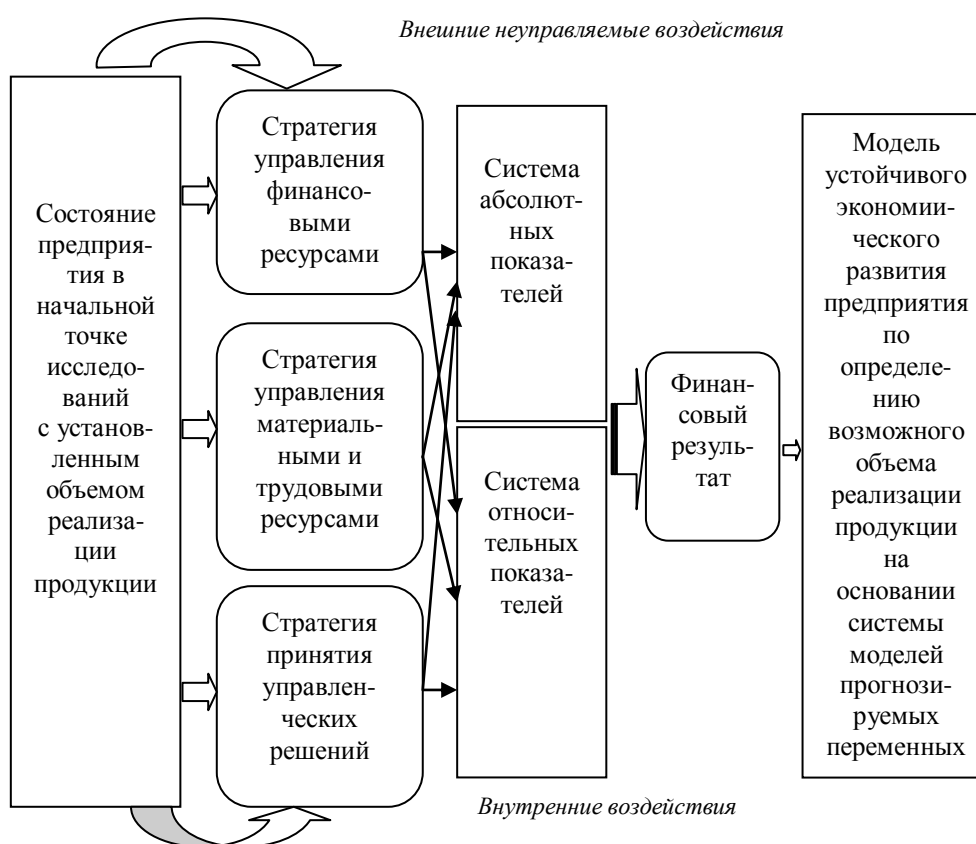 Внешние неуправляемые воздействия
Состояние
предприя-
тия в
начальной
точке
исследо-
ваний
с установ-
ленным
объемом
реализа-
ции
продукции
Стратегия
управления
финансо-
выми
ресурсами
Стратегия
управления
материаль-
ными и
трудовыми
ресурсами
Стратегия
принятия
управлен-
ческих
решений
Система
абсолют-
ных
показа-
телей
Система
относи-
тельных
показа-
телей
Финан-
совый
резуль-
тат
Модель
устойчивого
экономии-
ческого
развития
предприятия
по
определе-
нию
возможного
объема
реализации
продукции
на
основании
системы
моделей
прогнози-
руемых
переменных
Внутренние воздействия